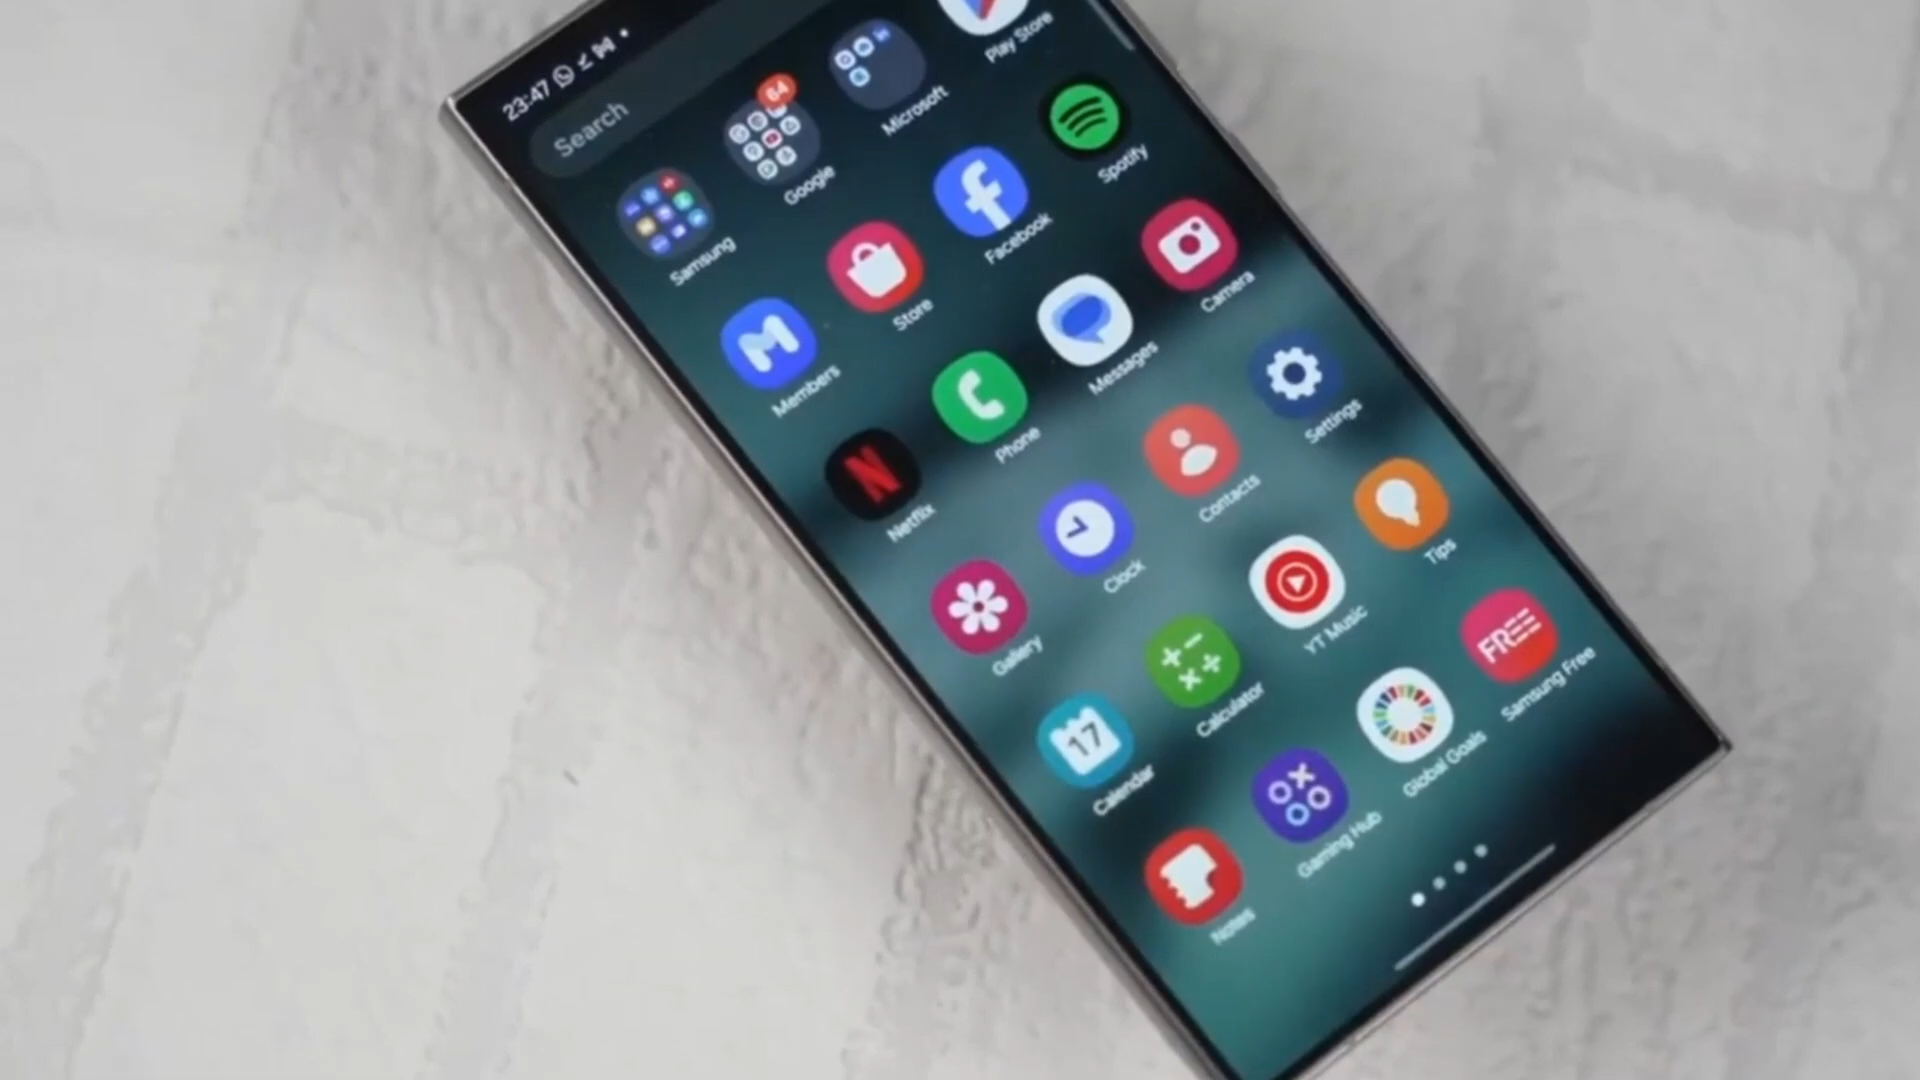 23:47
Search
Samsung
64
Google
Microsoft
Play Store
Members
Store
Facebook
Spotify
N
Netflix
Phone
Messages
Camera
Gallery
Clock
Contacts
Settings
17
Calendar
Calculator
YT Music
Tips
Notes
Gaming Hub
Global Goals
FREE
Samsung Free